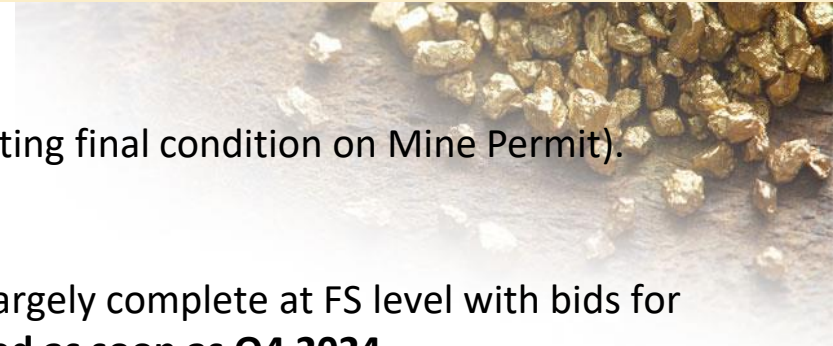 ting final condition on Mine Permit).
argely complete at FS level with bids for
ed as soon as Q4 2024